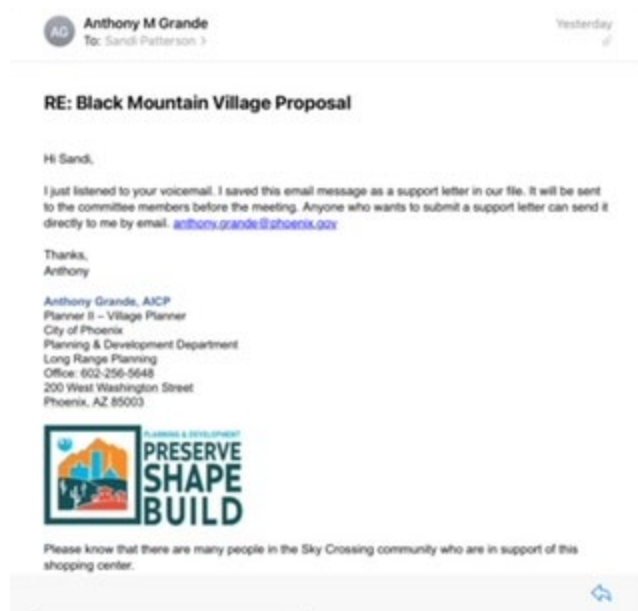 AG
Anthony M Grande
Yesterday
To: Sandi Patterson >
RE: Black Mountain Village Proposal
Hi Sandi,
I just listened to your voicemail. I saved this email message as a support letter in our file. It will be sent
to the committee members before the meeting. Anyone who wants to submit a support letter can send it
directly to me by email. anthony.grande@phoenix.gov
Thanks,
Anthony
Anthony Grande, AICP
Planner II – Village Planner
City of Phoenix
Planning & Development Department
Long Range Planning
Office: 602-256-5648
200 West Washington Street
Phoenix, AZ 85003
PLANNING & DEVELOPMENT
PRESERVE
SHAPE
BUILD
Please know that there are many people in the Sky Crossing community who are in support of this
shopping center.